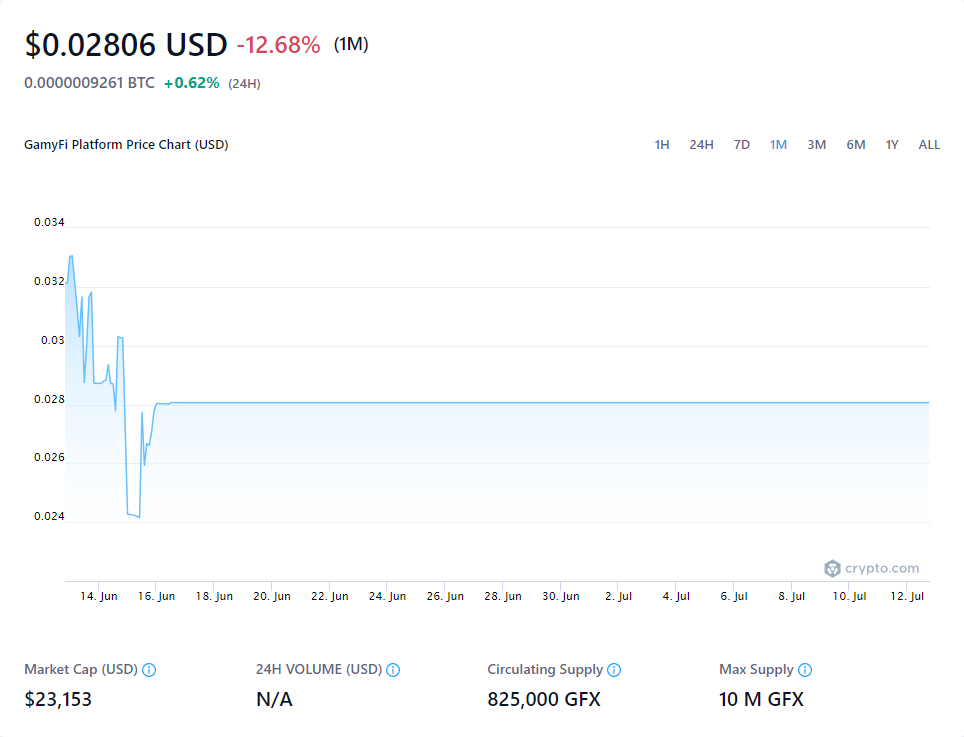 $0.02806 USD -12.68% (1M)
0.0000009261 BTC +0.62% (24H)
GamyFi Platform Price Chart (USD)
1H 24H 7D 1M 3M 6M 1Y ALL
0.034
0.032
0.03
0.028
0.026
0.024
crypto.com
14. Jun 16. Jun 18. Jun 20. Jun 22. Jun 24. Jun 26. Jun 28. Jun 30. Jun 2. Jul 4. Jul 6. Jul 8. Jul 10. Jul 12. Jul
Market Cap (USD) 24H VOLUME (USD) Circulating Supply Max Supply
$23,153 N/A 825,000 GFX 10 M GFX